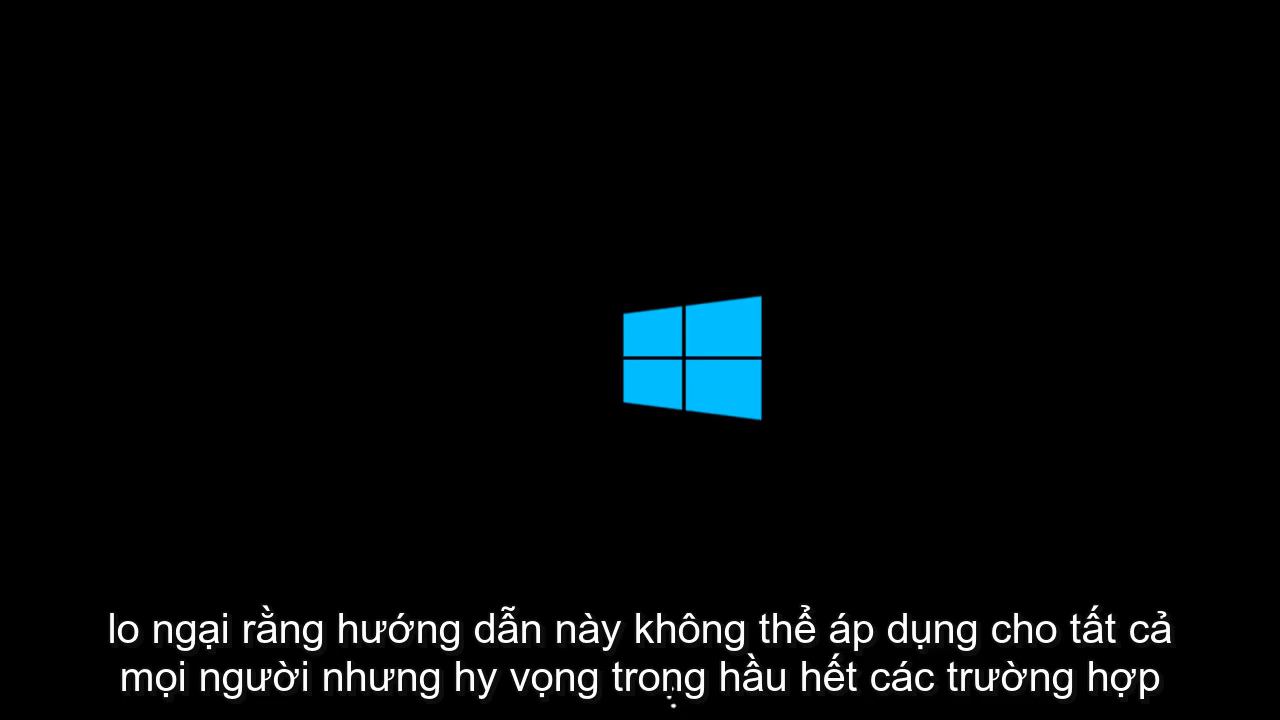 lo ngại rằng hướng dẫn này không thể áp dụng cho tất cả
mọi người nhưng hy vọng trong hầu hết các trường hợp